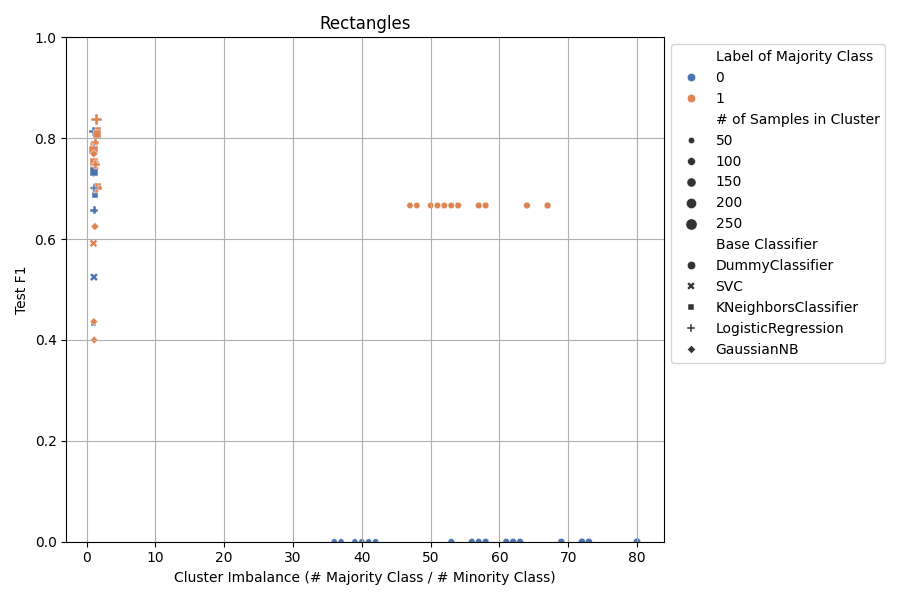 Rectangles
1.0
0.8
0.6
0.4
0.2
0.0
Test F1
0 10 20 30 40 50 60 70 80
Cluster Imbalance (# Majority Class / # Minority Class)
Label of Majority Class
0
1
# of Samples in Cluster
50
100
150
200
250
Base Classifier
DummyClassifier
SVC
KNeighborsClassifier
LogisticRegression
GaussianNB